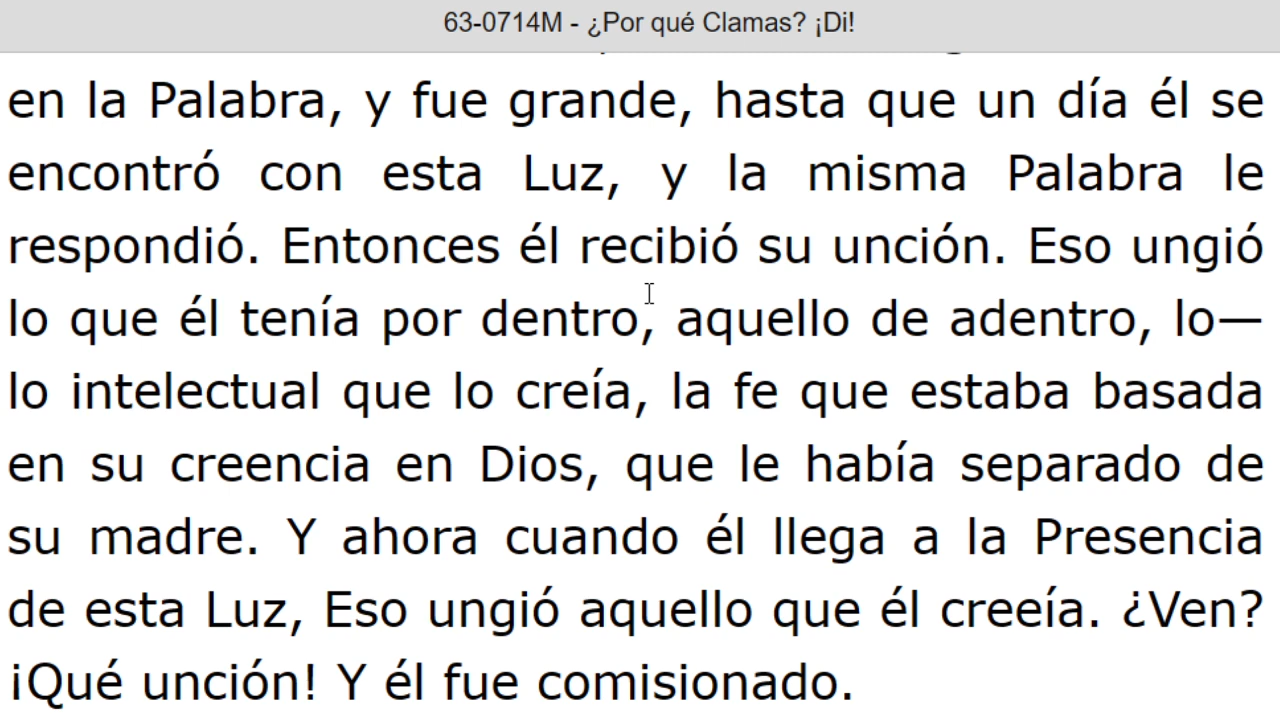 63-0714M - ¿Por qué Clamas? ¡Di!
en la Palabra, y fue grande, hasta que un día él se
encontró con esta Luz, y la misma Palabra le
respondió. Entonces él recibió su unción. Eso ungió
lo que él tenía por dentro, aquello de adentro, lo—
lo intelectual que lo creía, la fe que estaba basada
en su creencia en Dios, que le había separado de
su madre. Y ahora cuando él llega a la Presencia
de esta Luz, Eso ungió aquello que él creeía. ¿Ven?
¡Qué unción! Y él fue comisionado.